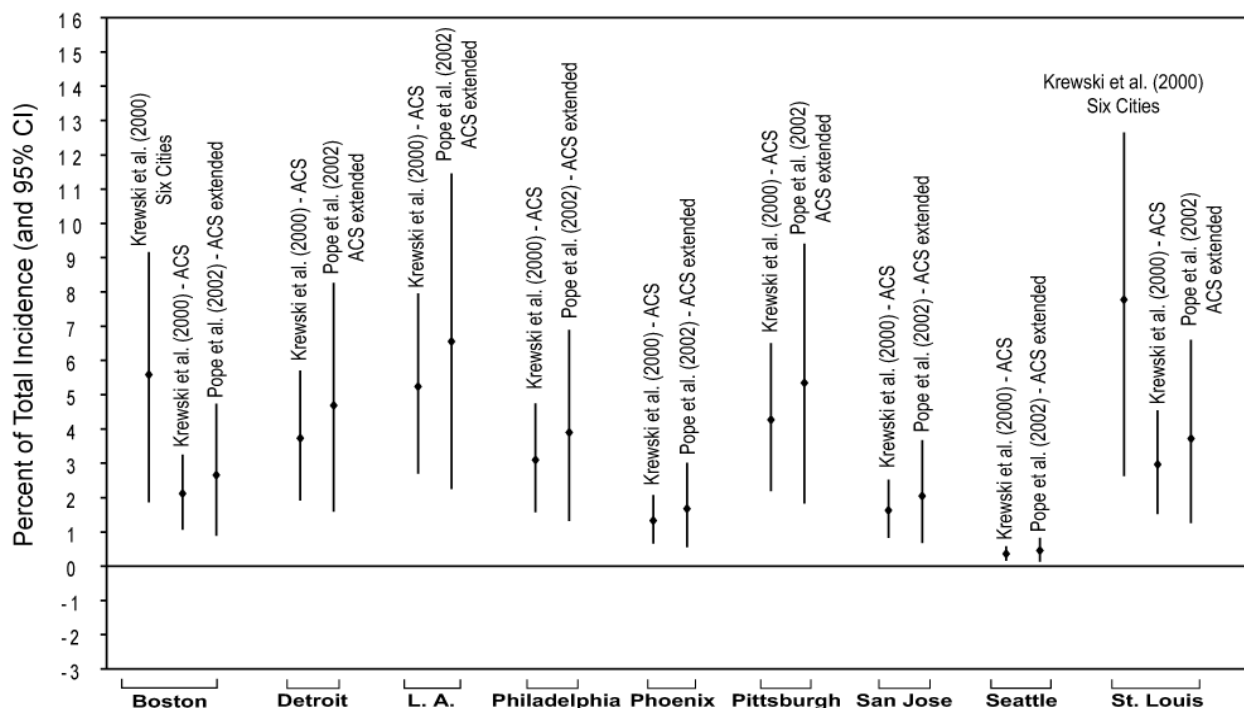 Percent of Total Incidence (and 95% CI)
16
15
14
13
12
11
10
9
8
7
6
5
4
3
2
1
0
-1
-2
-3
Krewski et al. (2000)
Six Cities
Krewski et al. (2000) - ACS
Pope et al. (2002) - ACS extended
Krewski et al. (2000) - ACS
Pope et al. (2002)
ACS extended
Krewski et al. (2000) - ACS
Pope et al. (2002)
ACS extended
Krewski et al. (2000) - ACS
Pope et al. (2002) - ACS extended
Krewski et al. (2000) - ACS
Pope et al. (2002) - ACS extended
Krewski et al. (2000) - ACS
Pope et al. (2002)
ACS extended
Krewski et al. (2000) - ACS
Pope et al. (2002) - ACS extended
Krewski et al. (2000) - ACS
Pope et al. (2002) - ACS extended
Krewski et al. (2000)
Six Cities
Krewski et al. (2000) - ACS
Pope et al. (2002)
ACS extended
Boston
Detroit
L. A.
Philadelphia
Phoenix
Pittsburgh
San Jose
Seattle
St. Louis